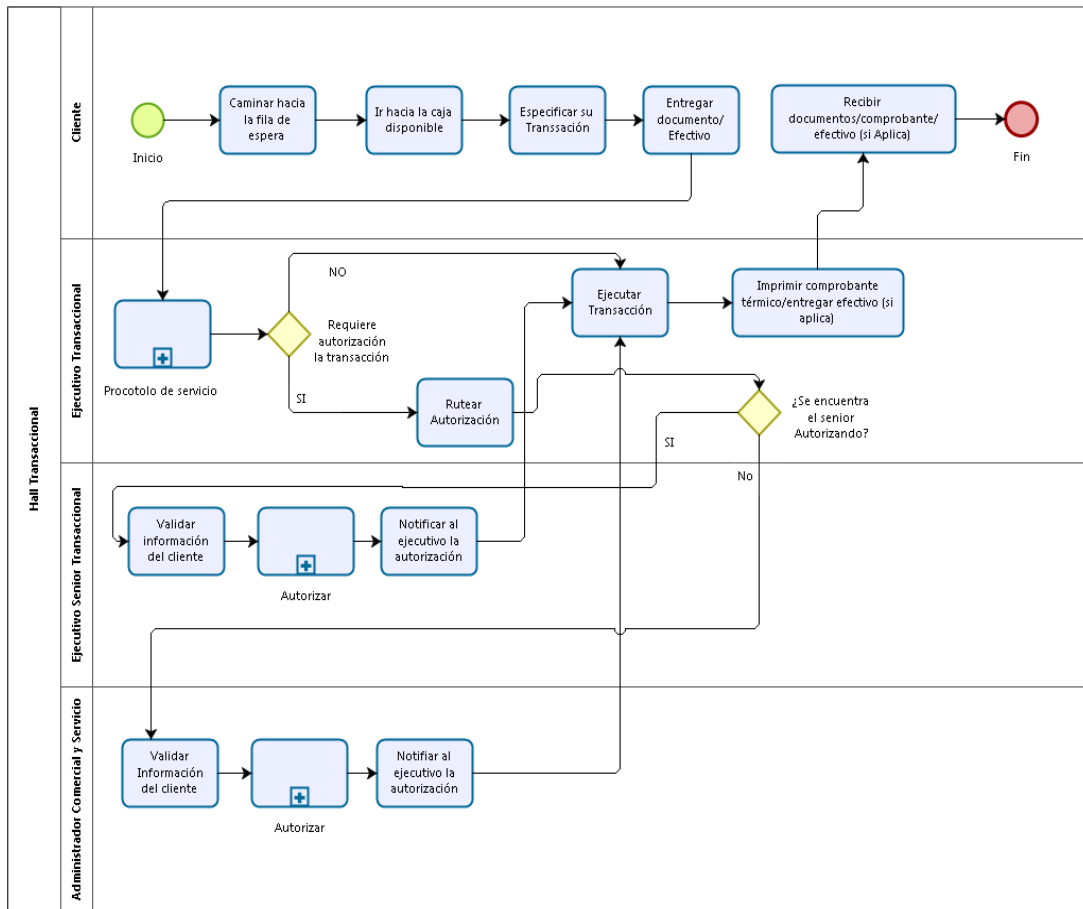 Hall Transaccional
Cliente
Inicio
Caminar hacia
la fila de
espera
Ir hacia la caja
disponible
Especificar su
Transsación
Entregar
documento/
Efectivo
Recibir
documentos/comprobante/
efectivo (si Aplica)
Fin
Ejecutivo Transaccional
Procotolo de servicio
NO
Requiere
autorización
la transacción
SI
Rutear
Autorización
Ejecutar
Transacción
Imprimir comprobante
térmico/entregar efectivo (si
aplica)
¿Se encuentra
el senior
Autorizando?
SI
No
Ejecutivo Senior Transaccional
Validar
información
del cliente
Autorizar
Notificar al
ejecutivo la
autorización
Administrador Comercial y Servicio
Validar
Información
del cliente
Autorizar
Notifiar al
ejecutivo la
autorización